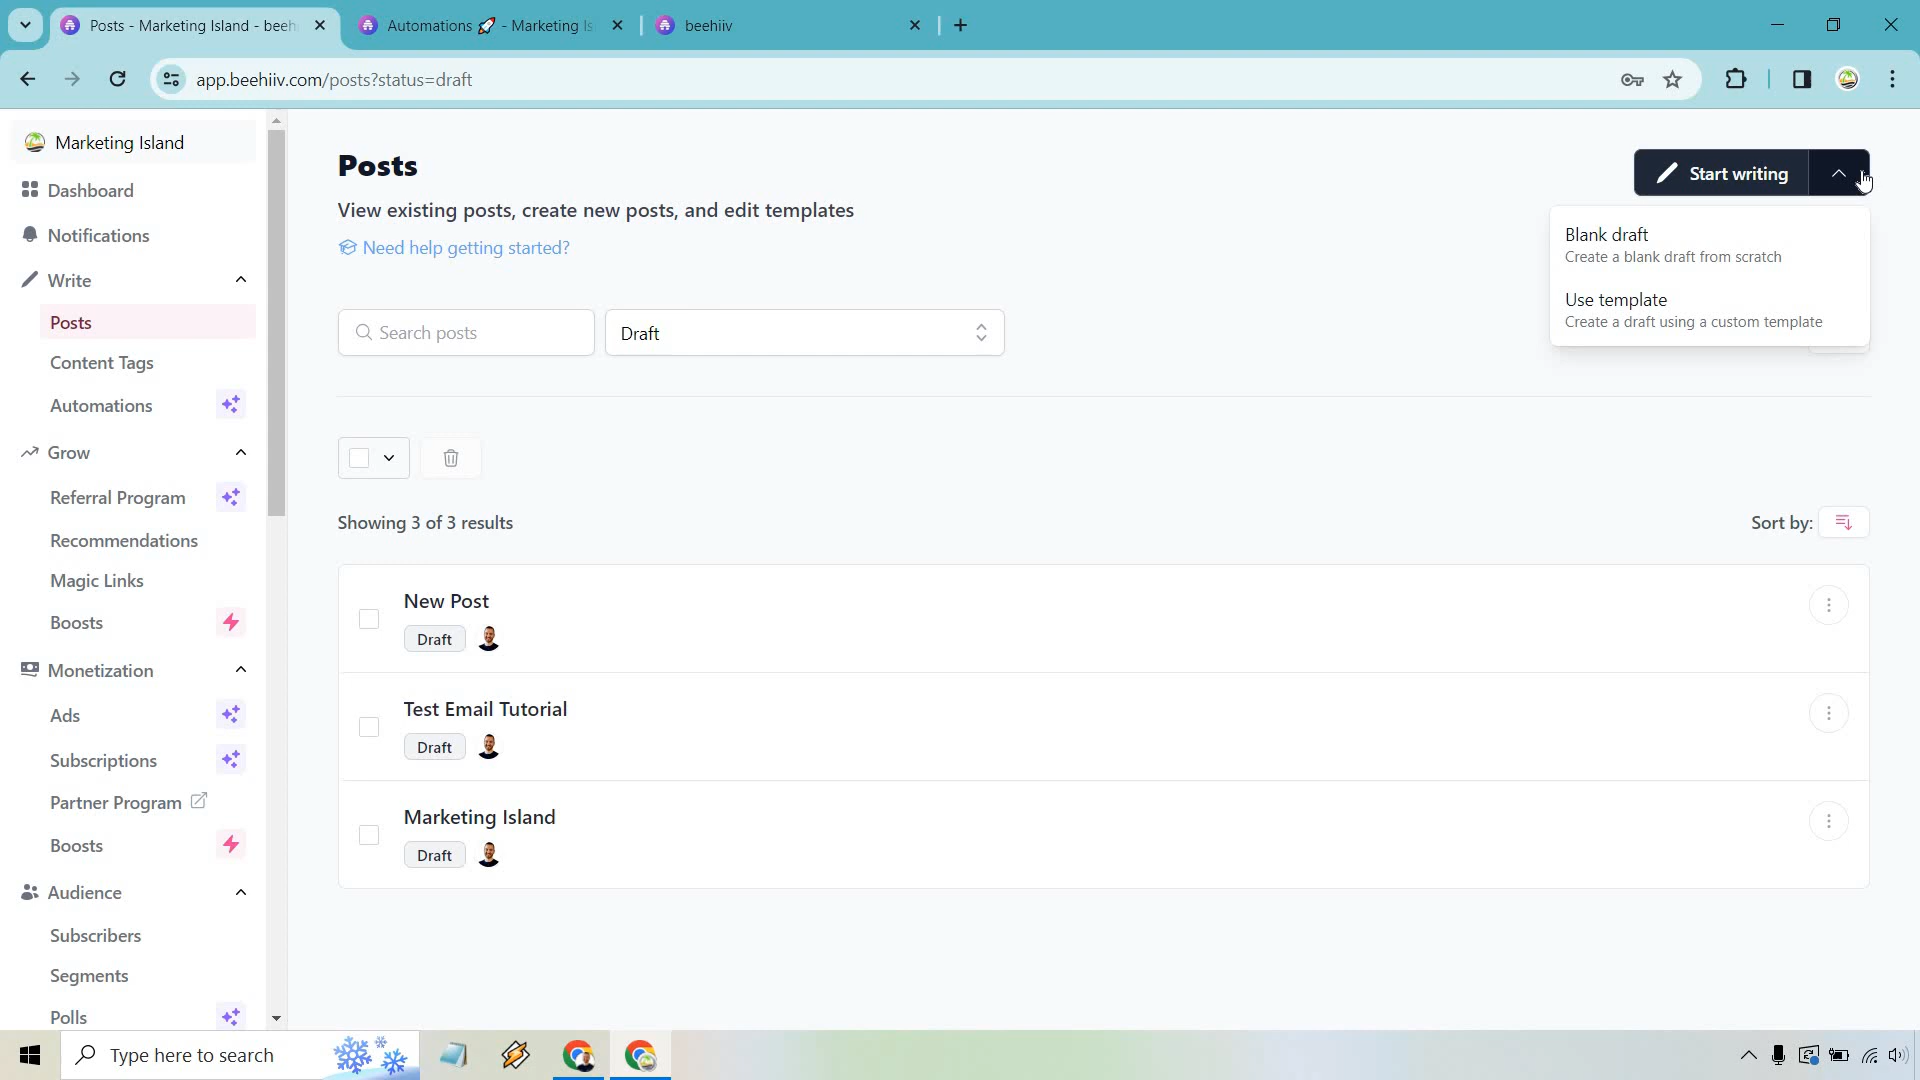 Posts - Marketing Island - beeh
Automations 🚀 - Marketing Is
beehiiv
app.beehiiv.com/posts?status=draft
Marketing Island
Dashboard
Notifications
Write
Posts
Content Tags
Automations
Grow
Referral Program
Recommendations
Magic Links
Boosts
Monetization
Ads
Subscriptions
Partner Program
Boosts
Audience
Subscribers
Segments
Polls
Posts
View existing posts, create new posts, and edit templates
Need help getting started?
Start writing
Blank draft
Create a blank draft from scratch
Use template
Create a draft using a custom template
Search posts
Draft
Showing 3 of 3 results
Sort by:
New Post
Draft
Test Email Tutorial
Draft
Marketing Island
Draft
Type here to search